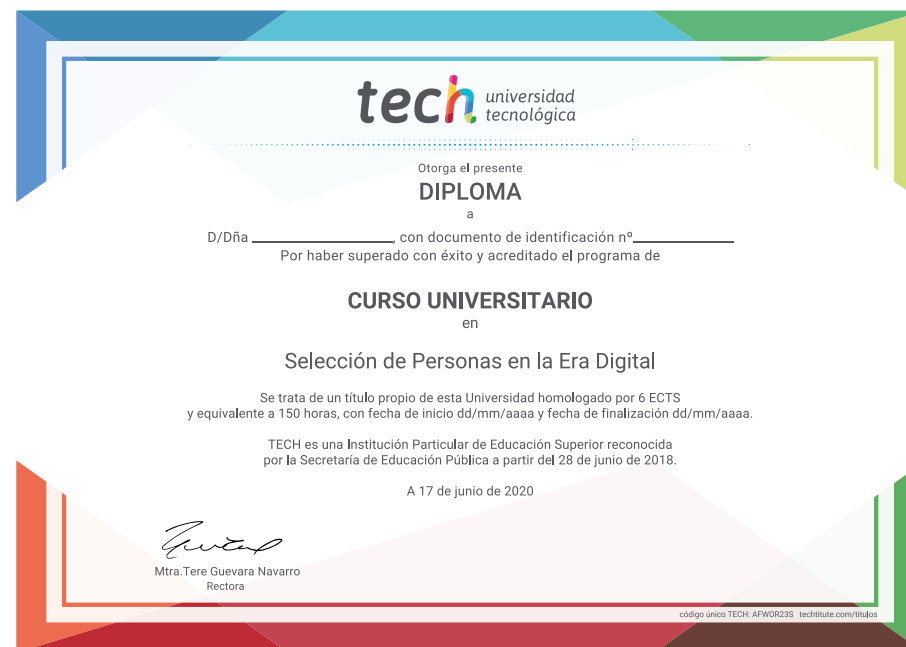 tech universidad
tecnológica
Otorga el presente
DIPLOMA
a
D/Dña ____________________, con documento de identificación nº______________
Por haber superado con éxito y acreditado el programa de
CURSO UNIVERSITARIO
en
Selección de Personas en la Era Digital
Se trata de un título propio de esta Universidad homologado por 6 ECTS
y equivalente a 150 horas, con fecha de inicio dd/mm/aaaa y fecha de finalización dd/mm/aaaa.
TECH es una Institución Particular de Educación Superior reconocida
por la Secretaría de Educación Pública a partir del 28 de junio de 2018.
A 17 de junio de 2020
Mtra.Tere Guevara Navarro
Rectora
código único TECH: AFWOR23S techtitute.com/titulos